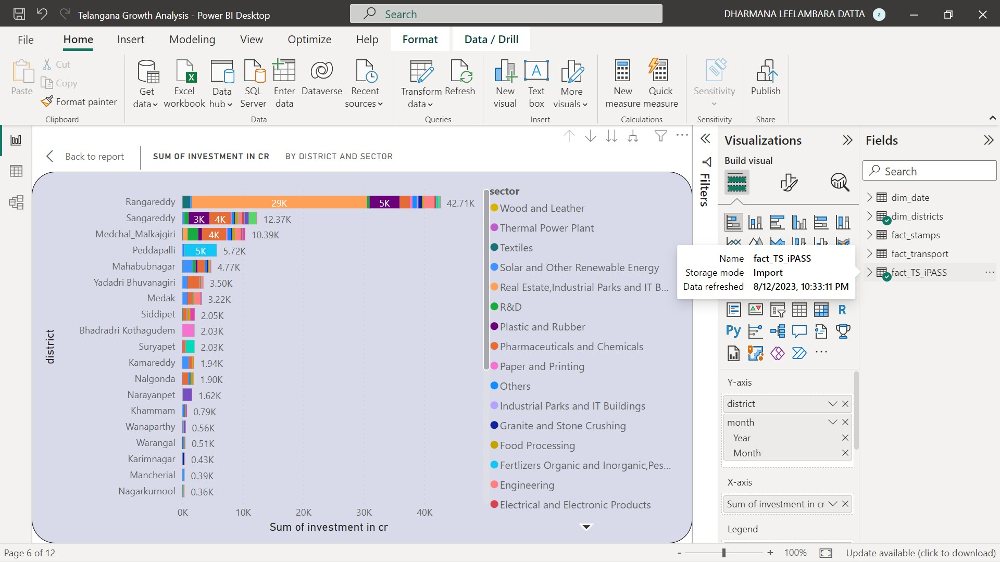 Telangana Growth Analysis - Power BI Desktop
Search
DHARMANA LEELAMBARA DATTA
2
File
Home
Insert
Modeling
View
Optimize
Help
Format
Data / Drill
Paste
Cut
Copy
Format painter
Clipboard
Get data
Excel workbook
Data hub
SQL Server
Enter data
Dataverse
Recent sources
Data
Transform data
Refresh
Queries
New visual
Text box
More visuals
Insert
New measure
Quick measure
Calculations
Sensitivity
Sensitivity
Publish
Share
Back to report
SUM OF INVESTMENT IN CR
BY DISTRICT AND SECTOR
district
Rangareddy 29K 5K 42.71K
Sangareddy 3K 4K 12.37K
Medchal_Malkajgiri 4K 10.39K
Peddapalli 5K 5.72K
Mahabubnagar 4.77K
Yadadri Bhuvanagiri 3.50K
Medak 3.22K
Siddipet 2.05K
Bhadradri Kothagudem 2.03K
Suryapet 2.03K
Kamareddy 1.94K
Nalgonda 1.90K
Narayanpet 1.62K
Khammam 0.79K
Wanaparthy 0.56K
Warangal 0.51K
Karimnagar 0.43K
Mancherial 0.39K
Nagarkurnool 0.36K
0K 10K 20K 30K 40K
Sum of investment in cr
sector
Wood and Leather
Thermal Power Plant
Textiles
Solar and Other Renewable Energy
Real Estate,Industrial Parks and IT B...
R&D
Plastic and Rubber
Pharmaceuticals and Chemicals
Paper and Printing
Others
Industrial Parks and IT Buildings
Granite and Stone Crushing
Food Processing
Fertlizers Organic and Inorganic,Pes...
Engineering
Electrical and Electronic Products
Filters
Visualizations
Build visual
R
Py
Name fact_TS_iPASS
Storage mode Import
Data refreshed 8/12/2023, 10:33:11 PM
Y-axis
district
month
Year
Month
X-axis
Sum of investment in cr
Legend
Fields
Search
dim_date
dim_districts
fact_stamps
fact_transport
fact_TS_iPASS
Page 6 of 12
- + 100%
Update available (click to download)